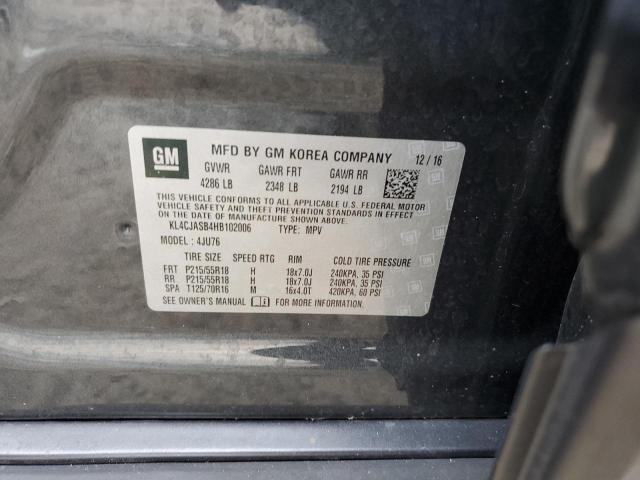 GM
MFD BY GM KOREA COMPANY 12/16
GVWR GAWR FRT GAWR RR
4286 LB 2348 LB 2194 LB
THIS VEHICLE CONFORMS TO ALL APPLICABLE U.S. FEDERAL MOTOR
VEHICLE SAFETY AND THEFT PREVENTION STANDARDS IN
EFFECT ON THE DATE OF MANUFACTURE SHOWN ABOVE.
KL4CJASB4HB102006 TYPE: MPV
MODEL: 4JU76
TIRE SIZE SPEED RTG RIM COLD TIRE PRESSURE
FRT P215/55R18 H 18x7.0J 240KPA, 35 PSI
RR P215/55R18 H 18x7.0J 240KPA, 35 PSI
SPA T125/70R16 M 16x4.0T 420KPA, 60 PSI
SEE OWNER'S MANUAL FOR MORE INFORMATION.